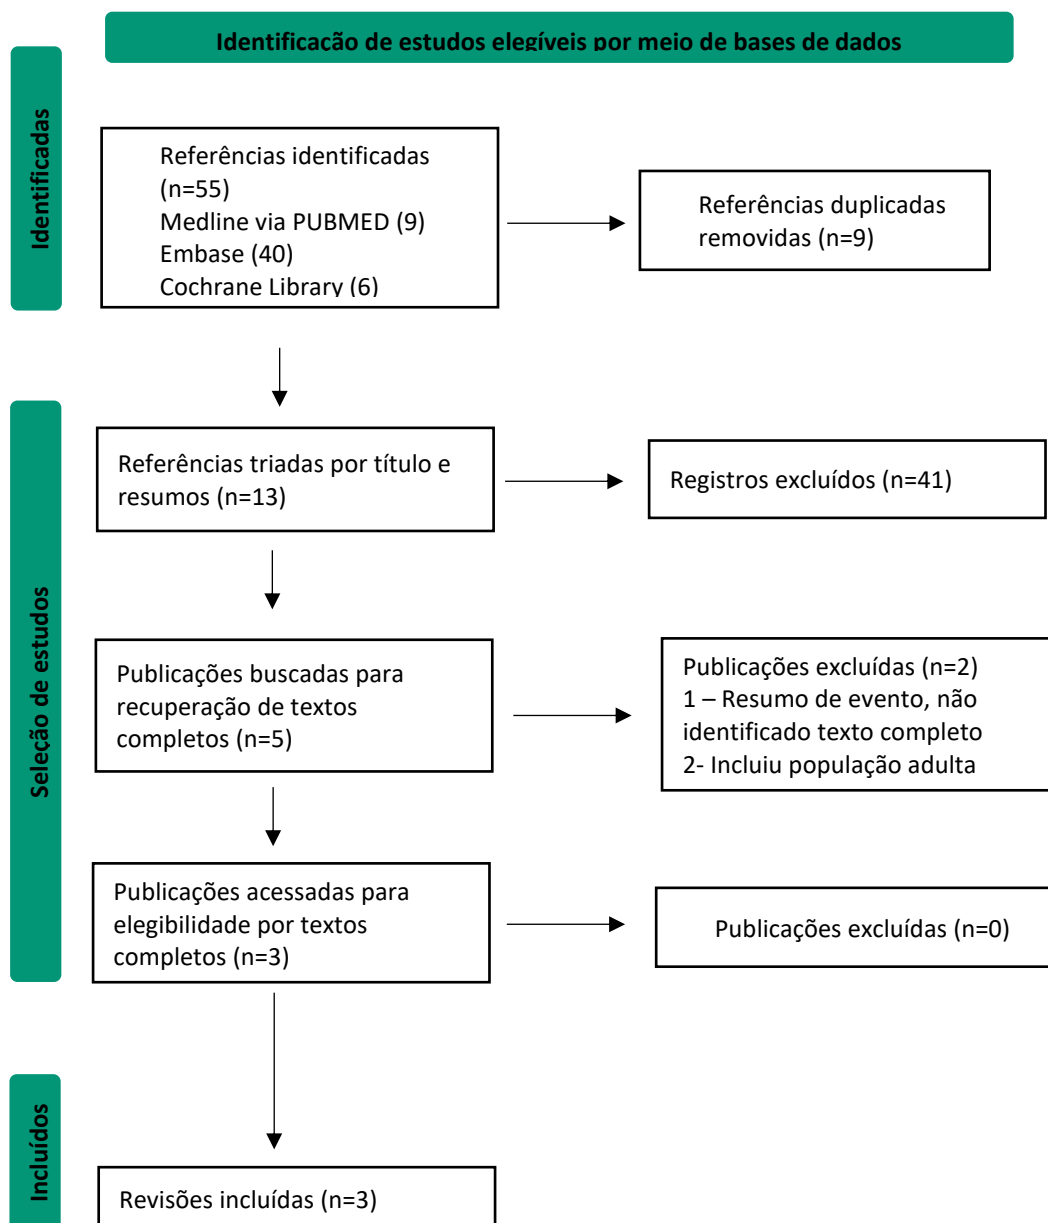 Identificação de estudos elegíveis por meio de bases de dados
Identificadas
Referências identificadas
(n=55)
Medline via PUBMED (9)
Embase (40)
Cochrane Library (6)
Referências duplicadas
removidas (n=9)
Seleção de estudos
Referências triadas por título e
resumos (n=13)
Registros excluídos (n=41)
Publicações buscadas para
recuperação de textos
completos (n=5)
Publicações excluídas (n=2)
1 – Resumo de evento, não
identificado texto completo
2- Incluiu população adulta
Publicações acessadas para
elegibilidade por textos
completos (n=3)
Publicações excluídas (n=0)
Incluídos
Revisões incluídas (n=3)